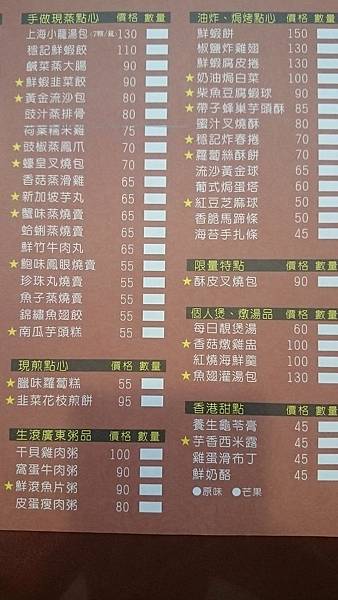 手做現蒸點心 價格 數量
上海小籠湯包(7顆/籠) 130
穩記鮮蝦餃 110
鹹菜蒸大腸 90
★鮮蝦韭菜餃 90
★黃金流沙包 80
豉汁蒸排骨 80
荷葉糯米雞 75
★豉椒蒸鳳爪 70
★蠔皇叉燒包 70
香菇蒸滑雞 65
★新加坡芋丸 65
★蟹味蒸燒賣 65
蛤蜊蒸燒賣 65
鮮竹牛肉丸 65
★鮑味鳳眼燒賣 55
珍珠丸燒賣 55
魚子蒸燒賣 55
錦繡魚翅餃 55
★南瓜芋頭糕 55
現煎點心 價格 數量
★臘味蘿蔔糕 55
★韭菜花枝煎餅 95
生滾廣東粥品 價格 數量
干貝雞肉粥 100
窩蛋牛肉粥 90
★鮮滾魚片粥 90
皮蛋瘦肉粥 80
油炸、焗烤點心 價格 數量
鮮蝦餅 150
椒鹽炸雞翅 130
鮮蝦腐皮捲 130
★奶油焗白菜 100
★柴魚豆腐蝦球 90
★帶子蜂巢芋頭酥 85
蜜汁叉燒酥 80
★穩記炸春捲 70
★蘿蔔絲酥餅 70
流沙黃金球 65
葡式焗蛋塔 60
★紅豆芝麻球 50
香脆馬蹄條 50
海苔手扎條 45
限量特點 價格 數量
★酥皮叉燒包 90
個人煲、燉湯品 價格 數量
每日靚煲湯 60
★香菇燉雞盅 100
紅燒海鮮羹 100
★魚翅灌湯包 130
香港甜點 價格 數量
養生龜苓膏 45
★芋香西米露 45
雞蛋滑布丁 45
鮮奶酪 45
●原味 ●芒果